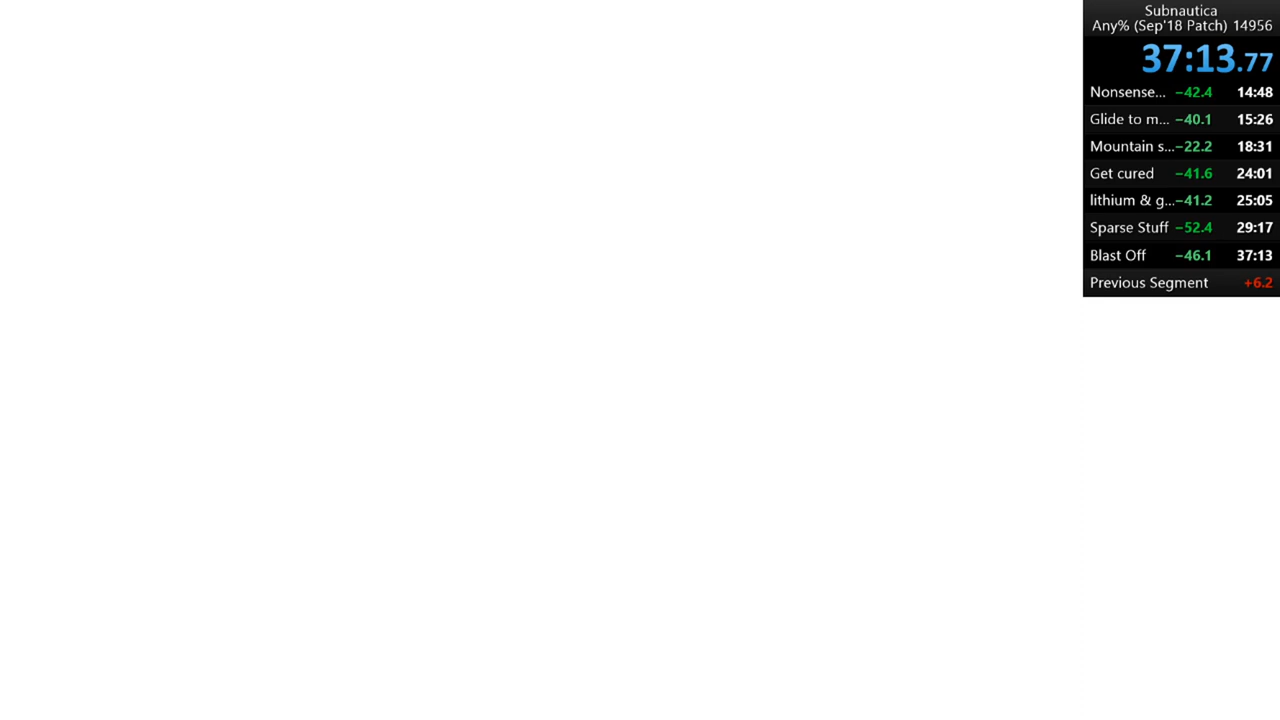 Subnautica
Any% (Sep'18 Patch) 14956
37:13.77
Nonsense... −42.4 14:48
Glide to m... −40.1 15:26
Mountain s... −22.2 18:31
Get cured −41.6 24:01
lithium & g... −41.2 25:05
Sparse Stuff −52.4 29:17
Blast Off −46.1 37:13
Previous Segment +6.2